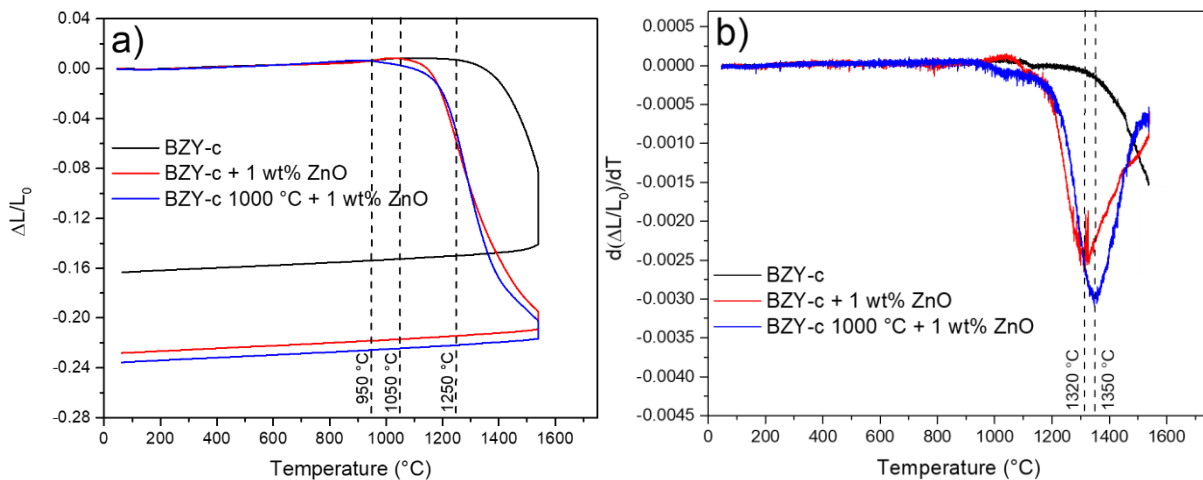 a)
0.04
0.00
-0.04
-0.08
-0.12
-0.16
-0.20
-0.24
-0.28
ΔL/L0
BZY-c
BZY-c + 1 wt% ZnO
BZY-c 1000 °C + 1 wt% ZnO
950 °C
1050 °C
1250 °C
0 200 400 600 800 1000 1200 1400 1600
Temperature (°C)
b)
0.0005
0.0000
-0.0005
-0.0010
-0.0015
-0.0020
-0.0025
-0.0030
-0.0035
-0.0040
-0.0045
d(ΔL/L0)/dT
BZY-c
BZY-c + 1 wt% ZnO
BZY-c 1000 °C + 1 wt% ZnO
1320 °C
1350 °C
0 200 400 600 800 1000 1200 1400 1600
Temperature (°C)